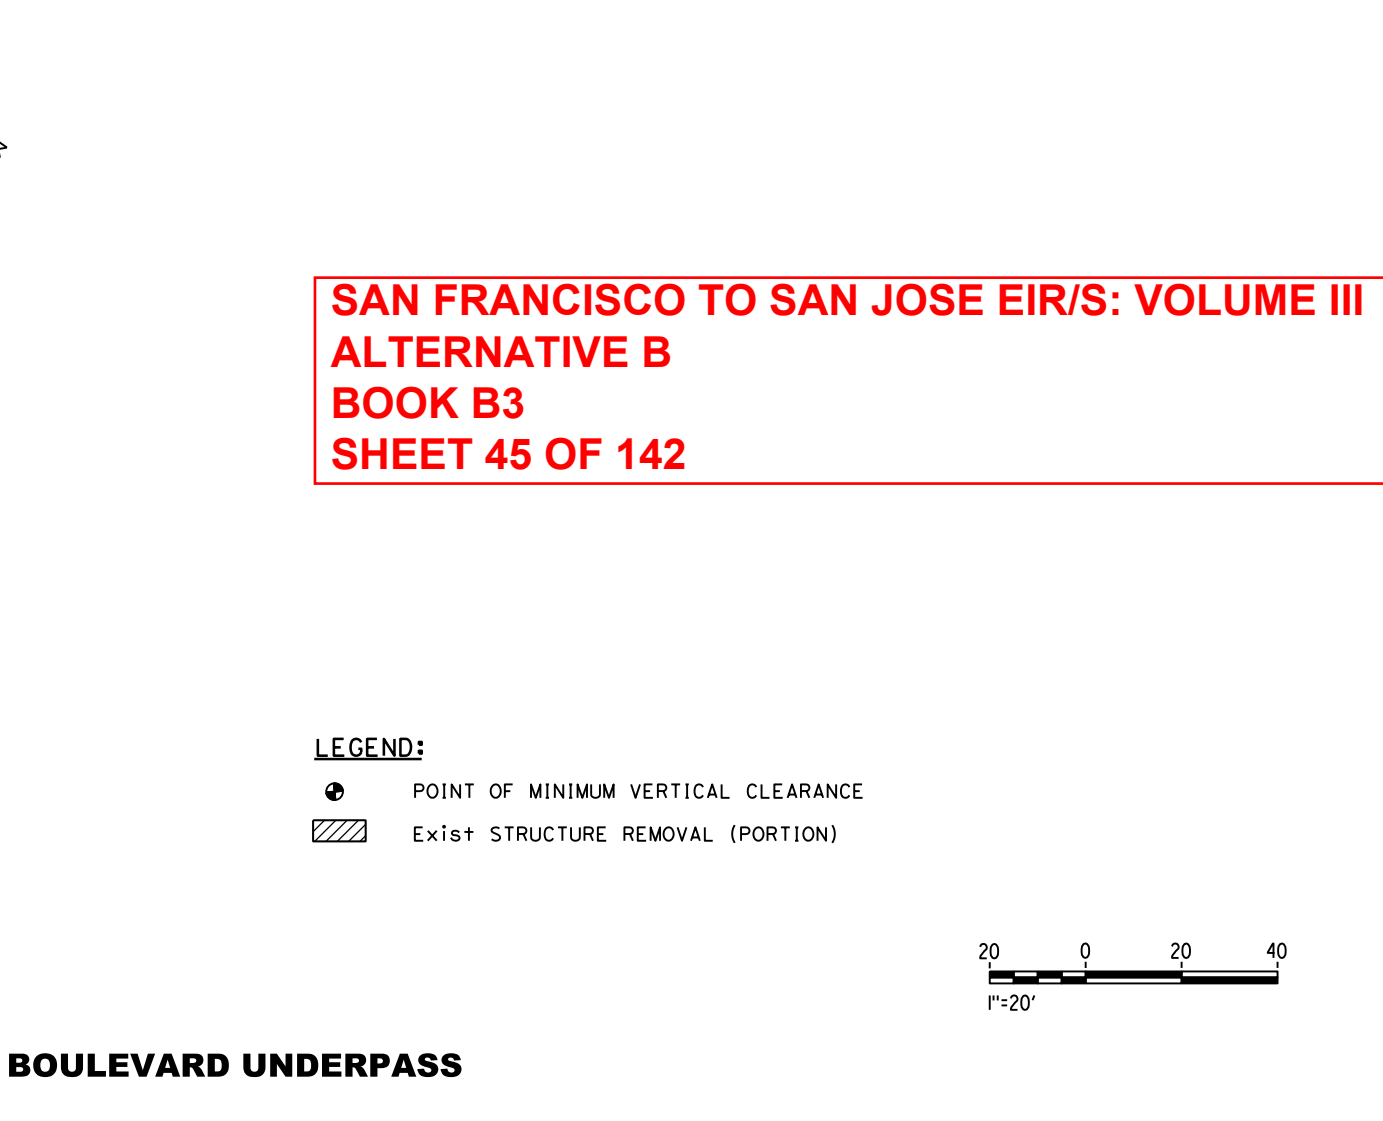 SAN FRANCISCO TO SAN JOSE EIR/S: VOLUME III
ALTERNATIVE B
BOOK B3
SHEET 45 OF 142
LEGEND:
POINT OF MINIMUM VERTICAL CLEARANCE
Exist STRUCTURE REMOVAL (PORTION)
20 0 20 40
1"=20'
BOULEVARD UNDERPASS